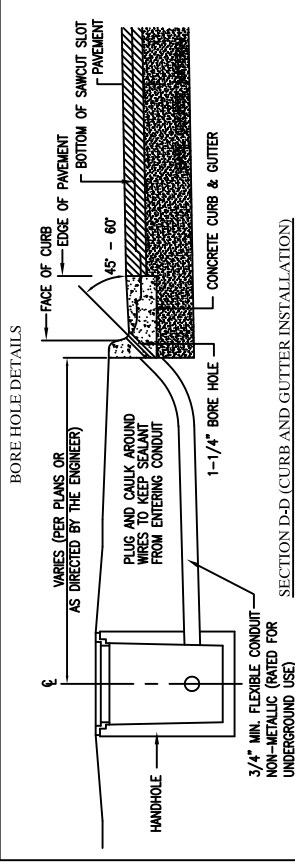 BORE HOLE DETAILS
VARIES (PER PLANS OR
AS DIRECTED BY THE ENGINEER)
FACE OF CURB
EDGE OF PAVEMENT
45° - 60°
BOTTOM OF SAWCUT SLOT
PAVEMENT
℄
PLUG AND CAULK AROUND
WIRES TO KEEP SEALANT
FROM ENTERING CONDUIT
HANDHOLE
CONCRETE CURB & GUTTER
1-1/4" BORE HOLE
3/4" MIN. FLEXIBLE CONDUIT
NON-METALLIC (RATED FOR
UNDERGROUND USE)
SECTION D-D (CURB AND GUTTER INSTALLATION)